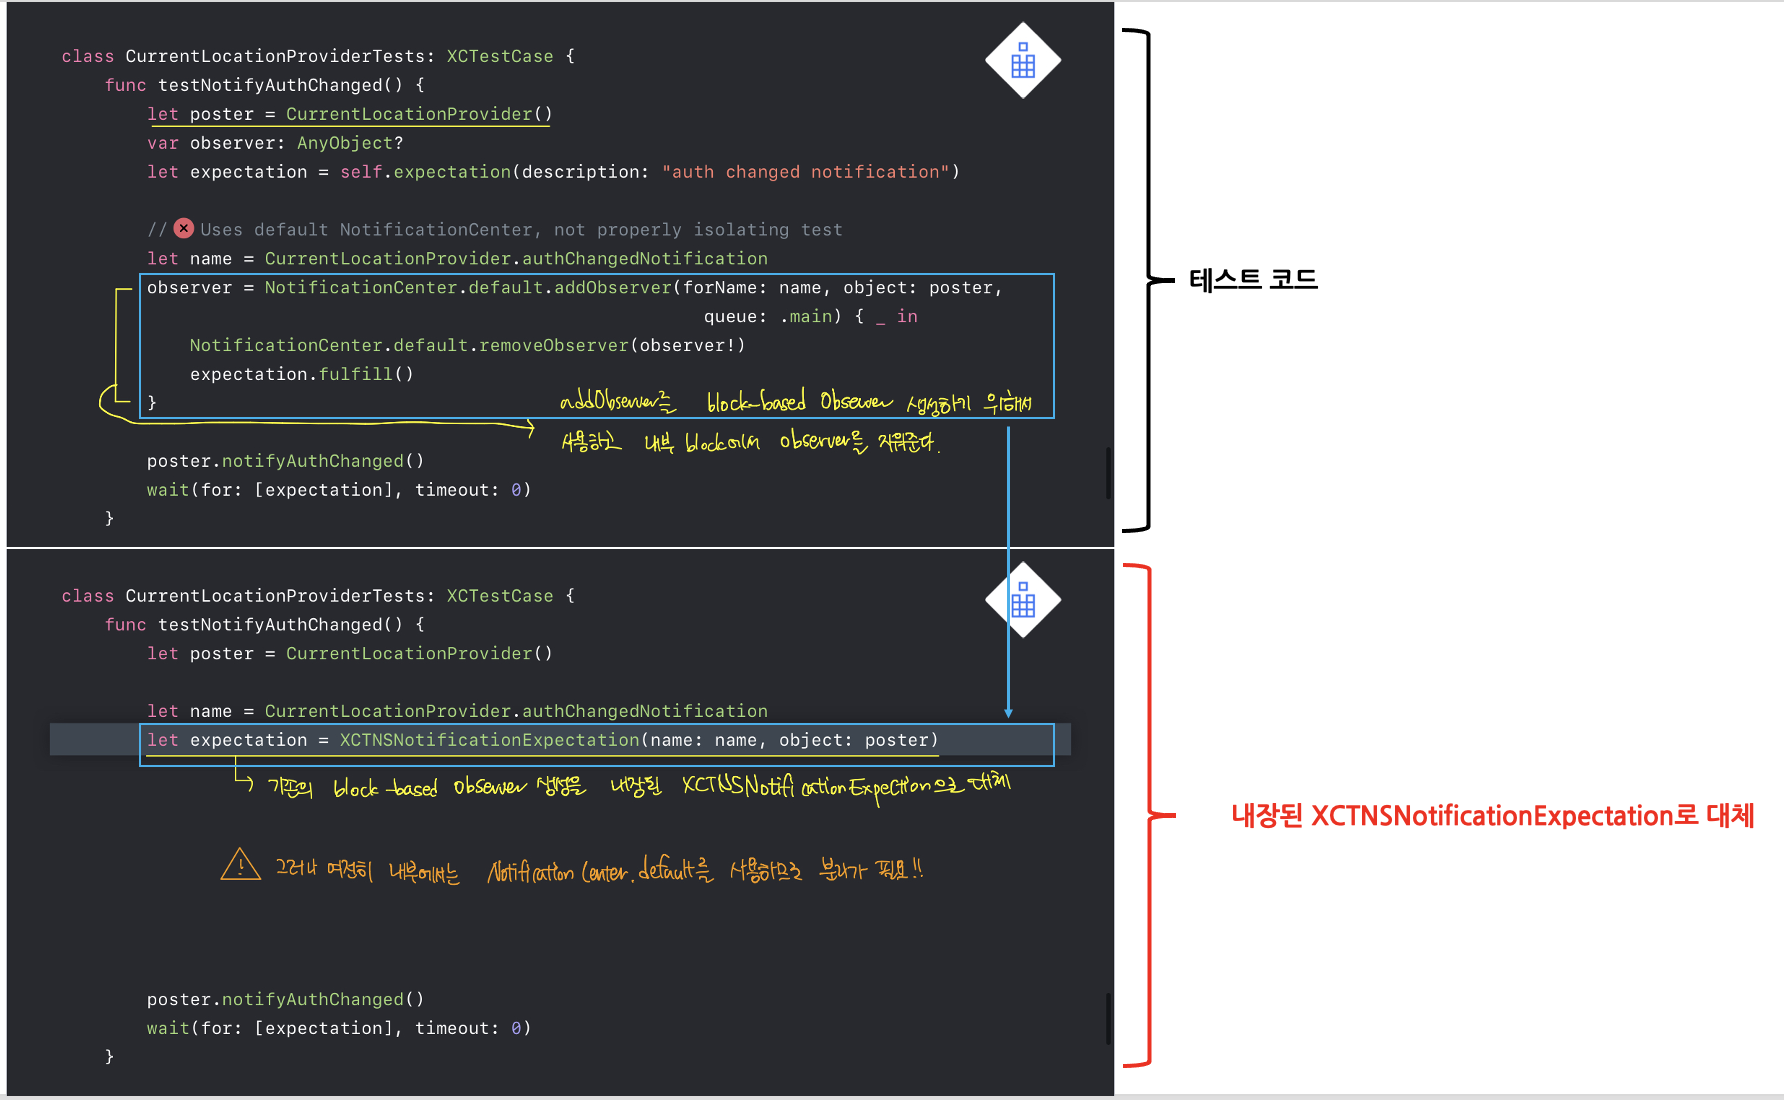 class CurrentLocationProviderTests: XCTestCase {
func testNotifyAuthChanged() {
let poster = CurrentLocationProvider()
var observer: AnyObject?
let expectation = self.expectation(description: "auth changed notification")
// Uses default NotificationCenter, not properly isolating test
let name = CurrentLocationProvider.authChangedNotification
observer = NotificationCenter.default.addObserver(forName: name, object: poster,
queue: .main) { _ in
NotificationCenter.default.removeObserver(observer!)
expectation.fulfill()
}
addObserver를 block-based Observer 생성하기 위해서
사용하고 내부 block에서 observer를 지워준다.
poster.notifyAuthChanged()
wait(for: [expectation], timeout: 0)
}
테스트 코드
class CurrentLocationProviderTests: XCTestCase {
func testNotifyAuthChanged() {
let poster = CurrentLocationProvider()
let name = CurrentLocationProvider.authChangedNotification
let expectation = XCTNSNotificationExpectation(name: name, object: poster)
기존의 block-based Observer 생성을 내장된 XCTNSNotificationExpection으로 대체
그러나 여전히 내부에서는 Notification Center.default를 사용하므로 분리가 필요!!
poster.notifyAuthChanged()
wait(for: [expectation], timeout: 0)
}
내장된 XCTNSNotificationExpectation로 대체